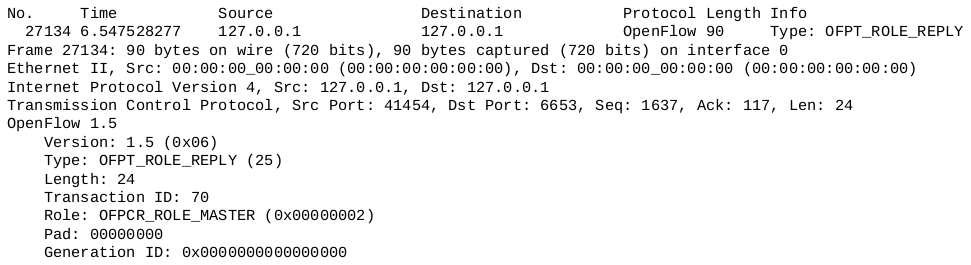 No.     Time           Source                Destination           Protocol Length Info
  27134 6.547528277    127.0.0.1             127.0.0.1             OpenFlow 90     Type: OFPT_ROLE_REPLY
Frame 27134: 90 bytes on wire (720 bits), 90 bytes captured (720 bits) on interface 0
Ethernet II, Src: 00:00:00_00:00:00 (00:00:00:00:00:00), Dst: 00:00:00_00:00:00 (00:00:00:00:00:00)
Internet Protocol Version 4, Src: 127.0.0.1, Dst: 127.0.0.1
Transmission Control Protocol, Src Port: 41454, Dst Port: 6653, Seq: 1637, Ack: 117, Len: 24
OpenFlow 1.5
    Version: 1.5 (0x06)
    Type: OFPT_ROLE_REPLY (25)
    Length: 24
    Transaction ID: 70
    Role: OFPCR_ROLE_MASTER (0x00000002)
    Pad: 00000000
    Generation ID: 0x0000000000000000